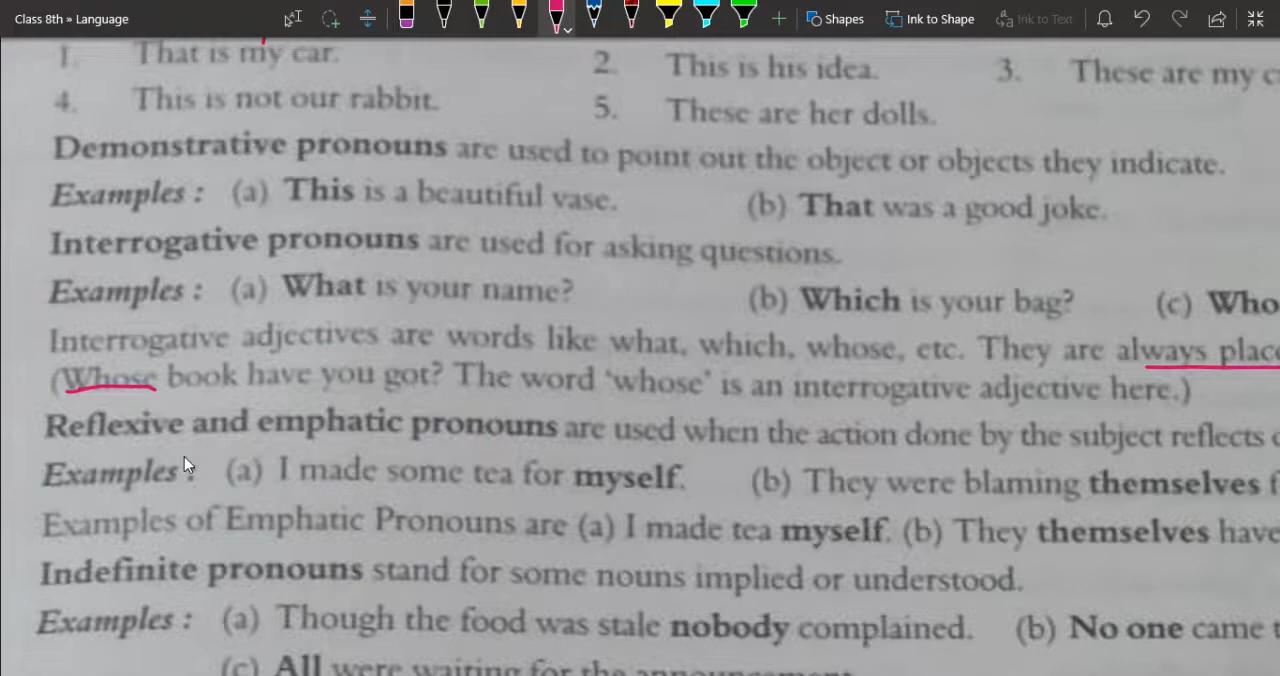 Class 8th » Language
Shapes Ink to Shape Ink to Text
1. That is my car. 2. This is his idea. 3. These are my
4. This is not our rabbit. 5. These are her dolls.
Demonstrative pronouns are used to point out the object or objects they indicate.
Examples : (a) This is a beautiful vase. (b) That was a good joke.
Interrogative pronouns are used for asking questions.
Examples : (a) What is your name? (b) Which is your bag? (c) Who
Interrogative adjectives are words like what, which, whose, etc. They are always plac
(Whose book have you got? The word 'whose' is an interrogative adjective here.)
Reflexive and emphatic pronouns are used when the action done by the subject reflects
Examples : (a) I made some tea for myself. (b) They were blaming themselves f
Examples of Emphatic Pronouns are (a) I made tea myself. (b) They themselves have
Indefinite pronouns stand for some nouns implied or understood.
Examples : (a) Though the food was stale nobody complained. (b) No one came
(c) All were waiting for the announcement